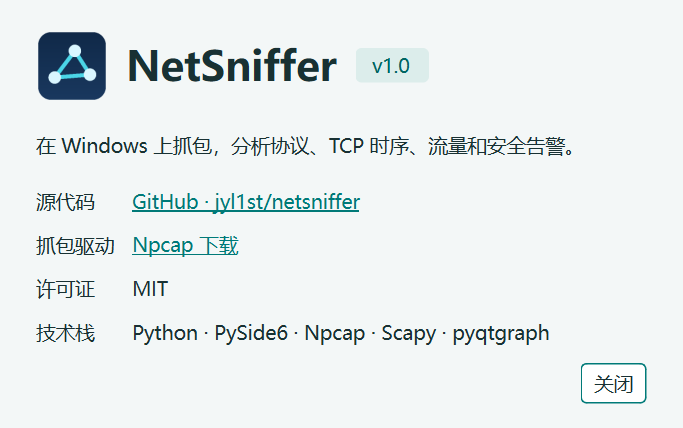 NetSniffer v1.0
在 Windows 上抓包，分析协议、TCP 时序、流量和安全告警。
源代码 GitHub · jyl1st/netsniffer
抓包驱动 Npcap 下载
许可证 MIT
技术栈 Python · PySide6 · Npcap · Scapy · pyqtgraph
关闭